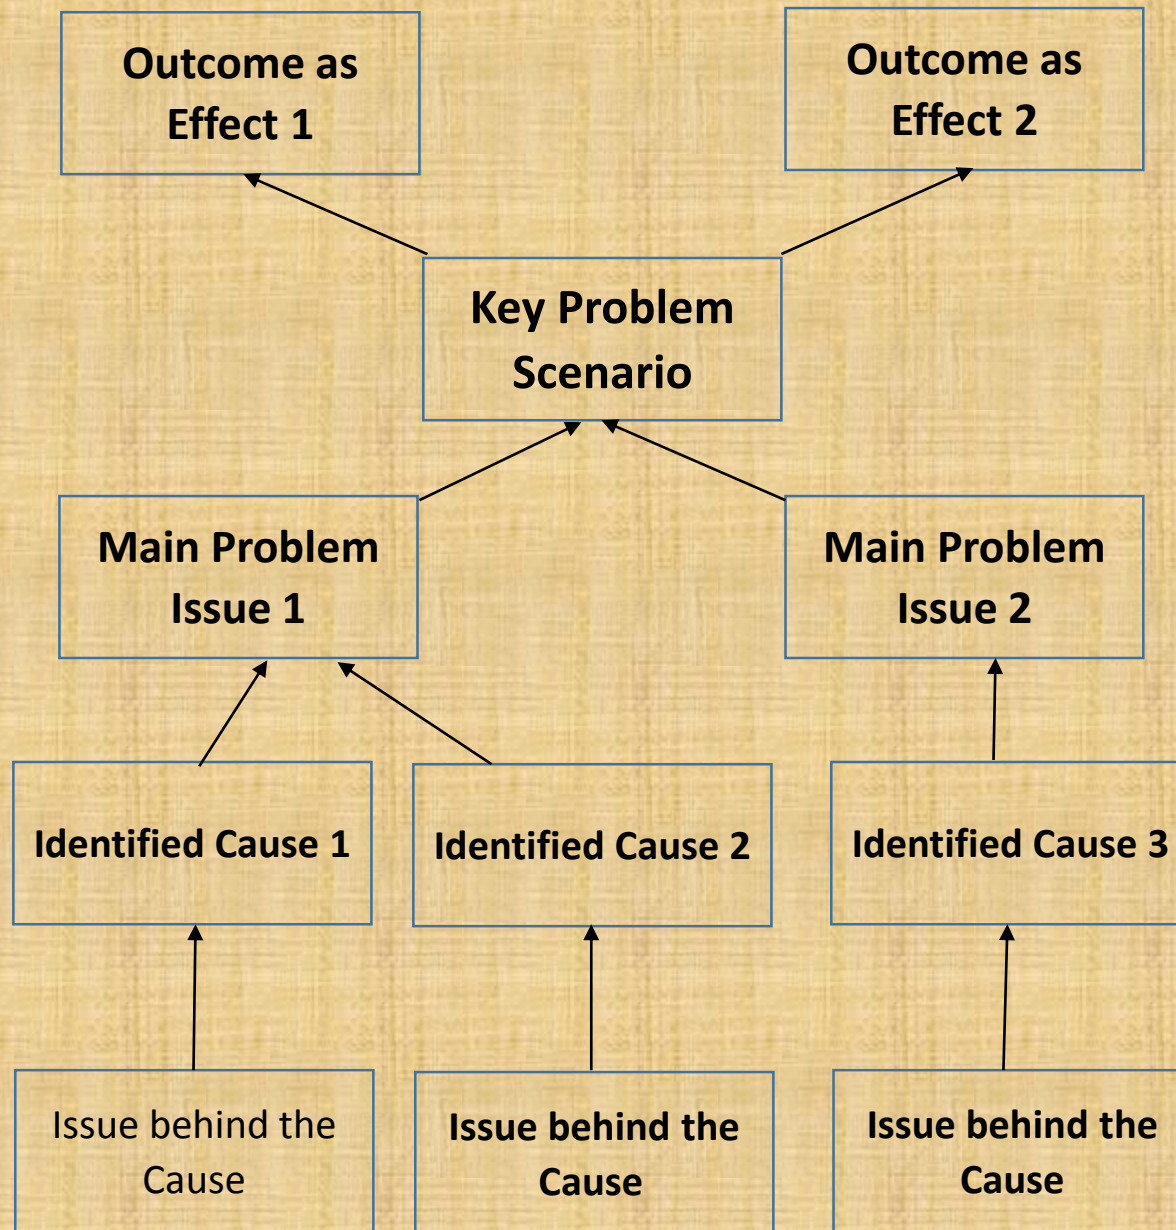 Outcome as
Effect 1
Outcome as
Effect 2
Key Problem
Scenario
Main Problem
Issue 1
Main Problem
Issue 2
Identified Cause 1
Identified Cause 2
Identified Cause 3
Issue behind the
Cause
Issue behind the
Cause
Issue behind the
Cause